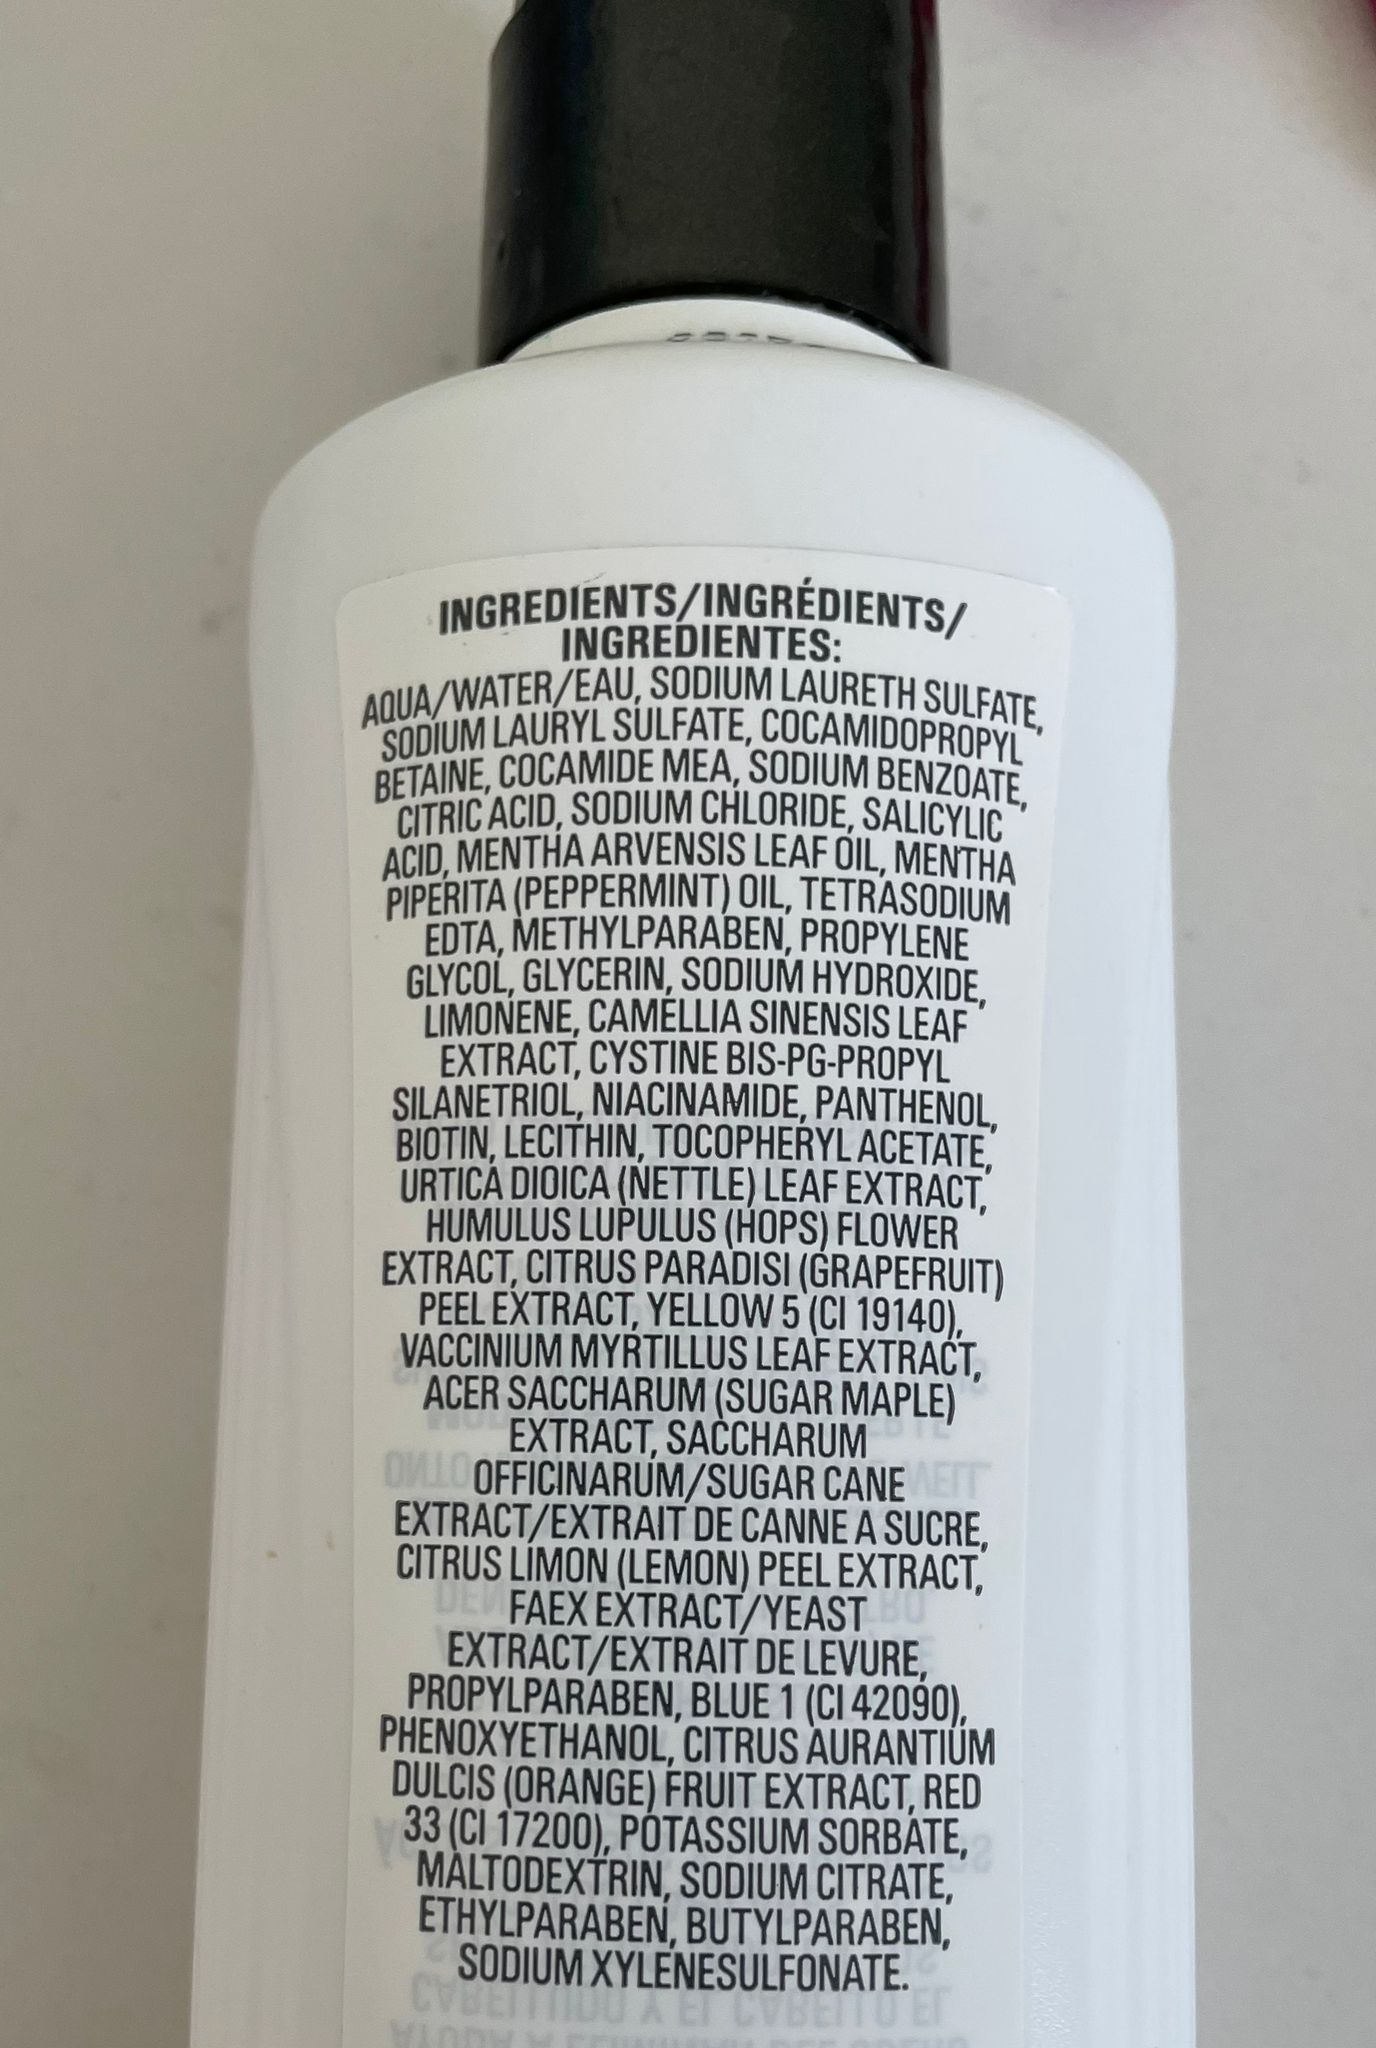 INGREDIENTS/INGRÉDIENTS/
INGREDIENTES:
AQUA/WATER/EAU, SODIUM LAURETH SULFATE,
SODIUM LAURYL SULFATE, COCAMIDOPROPYL
BETAINE, COCAMIDE MEA, SODIUM BENZOATE,
CITRIC ACID, SODIUM CHLORIDE, SALICYLIC
ACID, MENTHA ARVENSIS LEAF OIL, MENTHA
PIPERITA (PEPPERMINT) OIL, TETRASODIUM
EDTA, METHYLPARABEN, PROPYLENE
GLYCOL, GLYCERIN, SODIUM HYDROXIDE,
LIMONENE, CAMELLIA SINENSIS LEAF
EXTRACT, CYSTINE BIS-PG-PROPYL
SILANETRIOL, NIACINAMIDE, PANTHENOL,
BIOTIN, LECITHIN, TOCOPHERYL ACETATE,
URTICA DIOICA (NETTLE) LEAF EXTRACT,
HUMULUS LUPULUS (HOPS) FLOWER
EXTRACT, CITRUS PARADISI (GRAPEFRUIT)
PEEL EXTRACT, YELLOW 5 (CI 19140),
VACCINIUM MYRTILLUS LEAF EXTRACT,
ACER SACCHARUM (SUGAR MAPLE)
EXTRACT, SACCHARUM
OFFICINARUM/SUGAR CANE
EXTRACT/EXTRAIT DE CANNE A SUCRE,
CITRUS LIMON (LEMON) PEEL EXTRACT,
FAEX EXTRACT/YEAST
EXTRACT/EXTRAIT DE LEVURE,
PROPYLPARABEN, BLUE 1 (CI 42090),
PHENOXYETHANOL, CITRUS AURANTIUM
DULCIS (ORANGE) FRUIT EXTRACT, RED
33 (CI 17200), POTASSIUM SORBATE,
MALTODEXTRIN, SODIUM CITRATE,
ETHYLPARABEN, BUTYLPARABEN,
SODIUM XYLENESULFONATE.